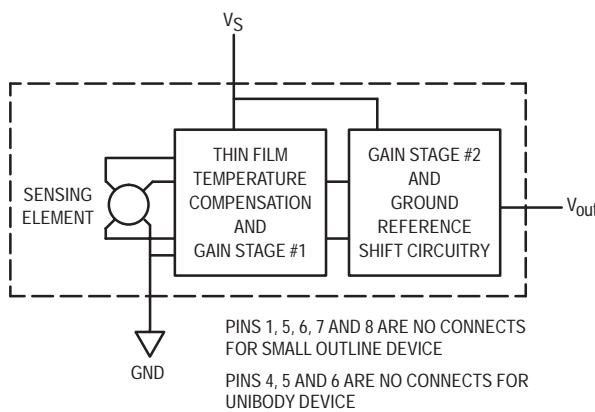 VS
SENSING
ELEMENT
THIN FILM
TEMPERATURE
COMPENSATION
AND
GAIN STAGE #1
GAIN STAGE #2
AND
GROUND
REFERENCE
SHIFT CIRCUITRY
Vout
GND
PINS 1, 5, 6, 7 AND 8 ARE NO CONNECTS
FOR SMALL OUTLINE DEVICE
PINS 4, 5 AND 6 ARE NO CONNECTS FOR
UNIBODY DEVICE